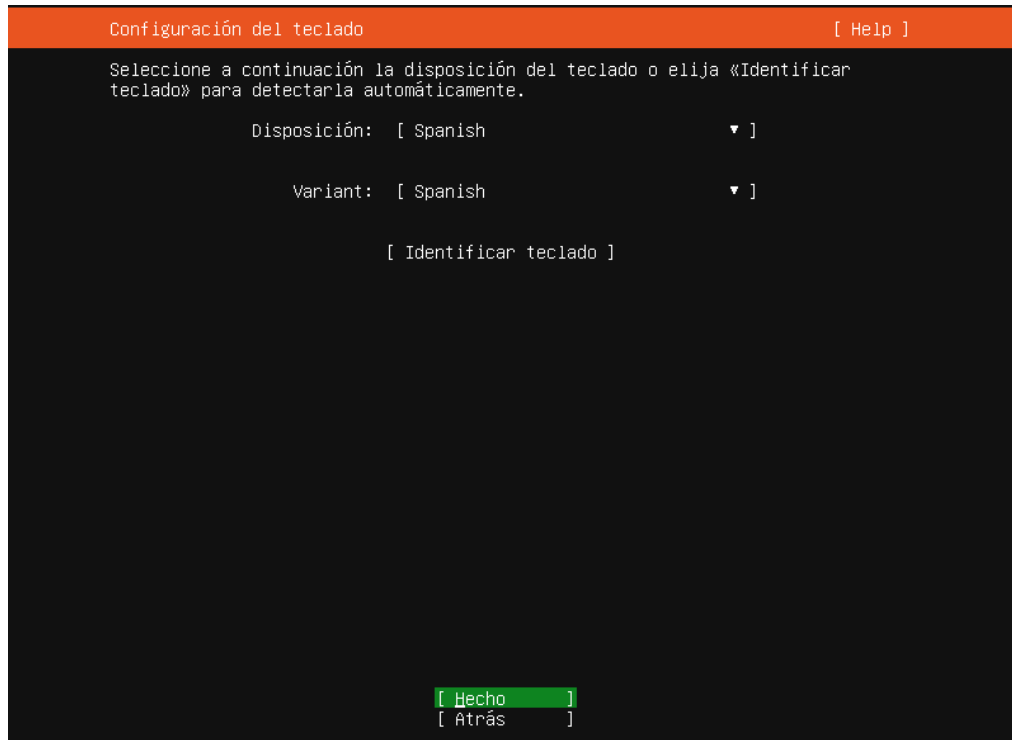 Configuración del teclado [ Help ]
Seleccione a continuación la disposición del teclado o elija «Identificar
teclado» para detectarla automáticamente.
Disposición: [ Spanish ▾ ]
Variant: [ Spanish ▾ ]
[ Identificar teclado ]
[ Hecho ]
[ Atrás ]